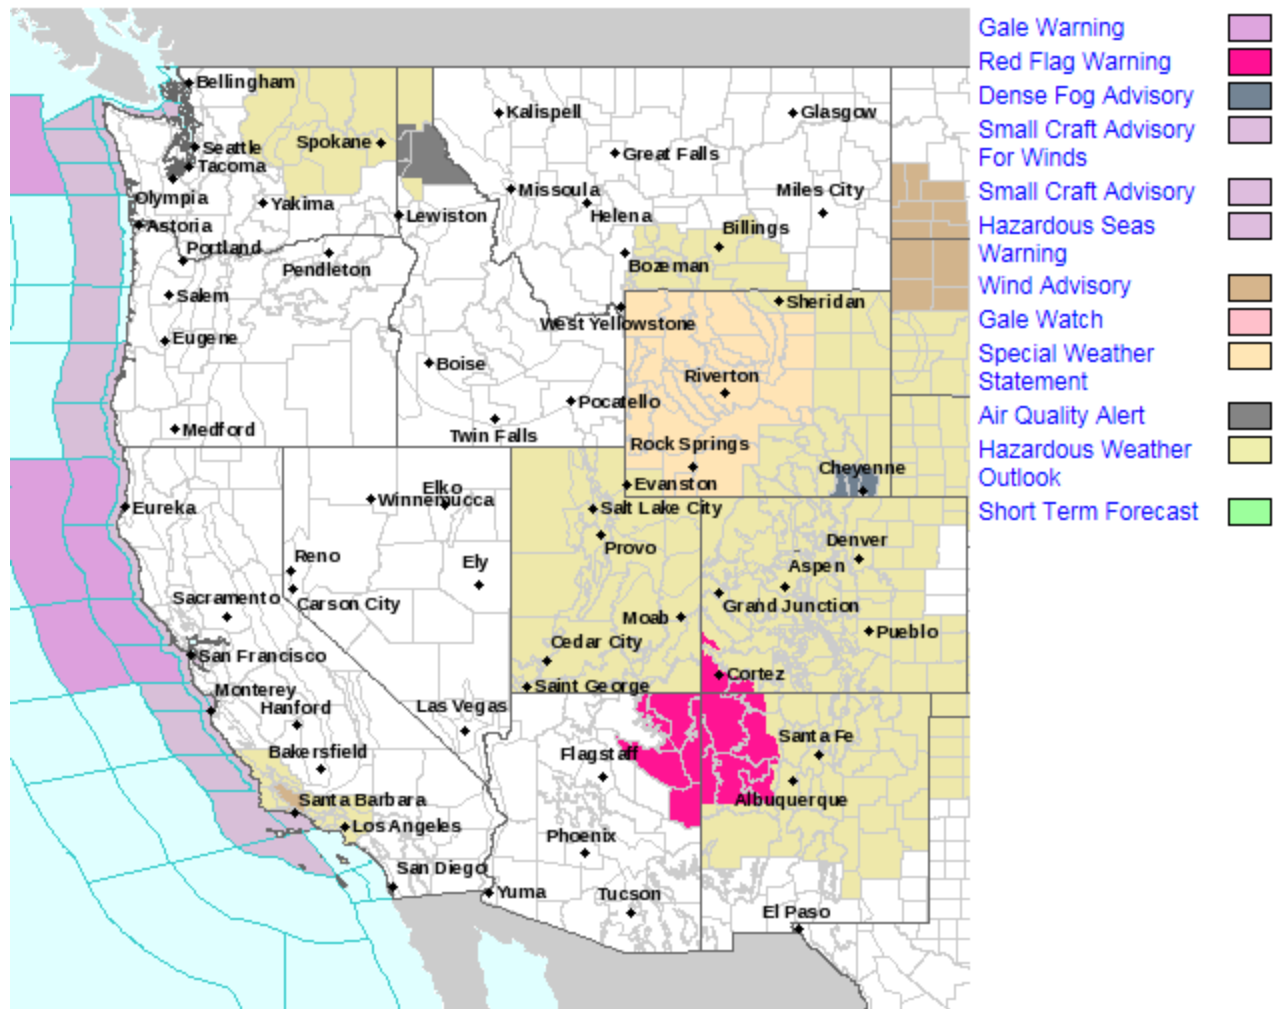 Bellingham
Kalispell
Glasgow
Spokane
Seattle
Great Falls
Tacoma
Missoula
Miles City
Olympia
Yakima
Helena
Lewiston
Astoria
Billings
Portland
Pendleton
Bozeman
Salem
Sheridan
West Yellowstone
Eugene
Boise
Riverton
Pocatello
Medford
Twin Falls
Rock Springs
Cheyenne
Elko
Evanston
Winnemucca
Eureka
Salt Lake City
Provo
Denver
Reno
Ely
Aspen
Sacramento
Carson City
Grand Junction
Moab
Pueblo
Cedar City
San Francisco
Cortez
Monterey
Saint George
Hanford
Las Vegas
Santa Fe
Bakersfield
Flagstaff
Santa Barbara
Albuquerque
Los Angeles
Phoenix
San Diego
Yuma
Tucson
El Paso
Gale Warning
Red Flag Warning
Dense Fog Advisory
Small Craft Advisory
For Winds
Small Craft Advisory
Hazardous Seas
Warning
Wind Advisory
Gale Watch
Special Weather
Statement
Air Quality Alert
Hazardous Weather
Outlook
Short Term Forecast